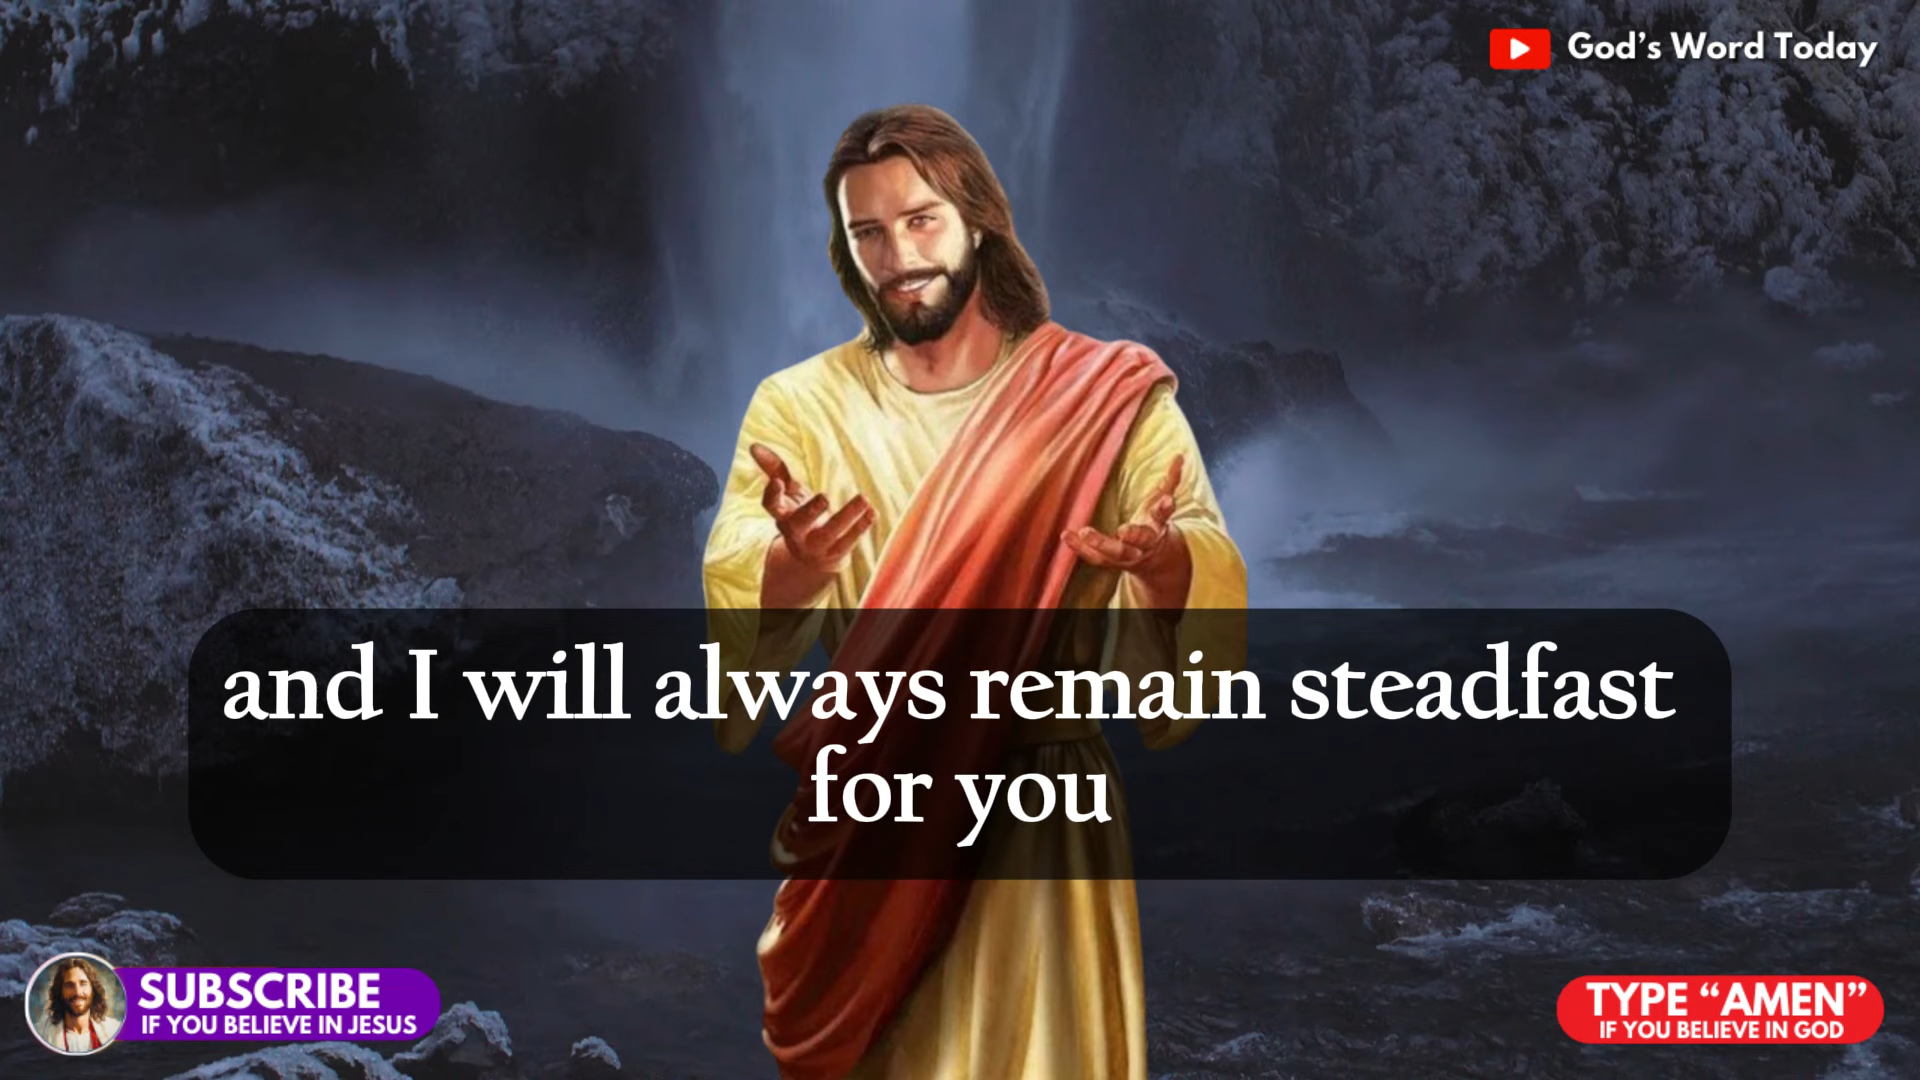 God’s Word Today
and I will always remain steadfast
for you
SUBSCRIBE
IF YOU BELIEVE IN JESUS
TYPE “AMEN”
IF YOU BELIEVE IN GOD